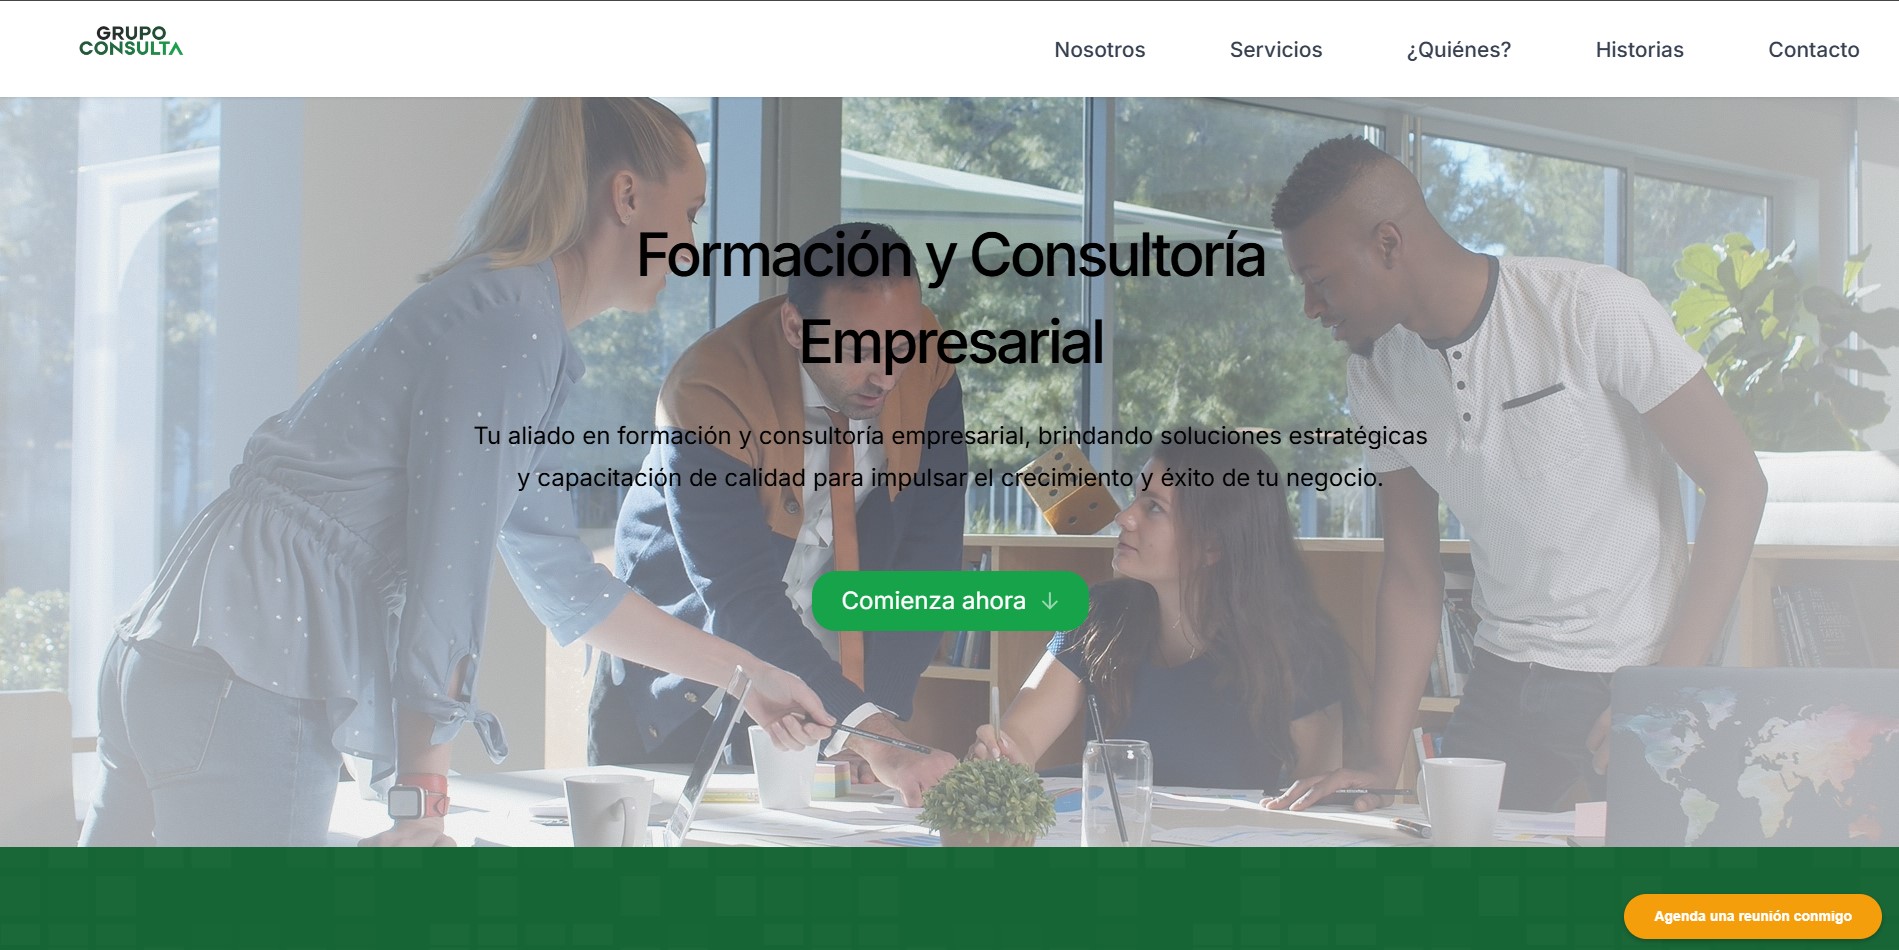 GRUPO
CONSULTA
Nosotros
Servicios
¿Quiénes?
Historias
Contacto
Formación y Consultoría
Empresarial
Tu aliado en formación y consultoría empresarial, brindando soluciones estratégicas
y capacitación de calidad para impulsar el crecimiento y éxito de tu negocio.
Comienza ahora ↓
Agenda una reunión conmigo